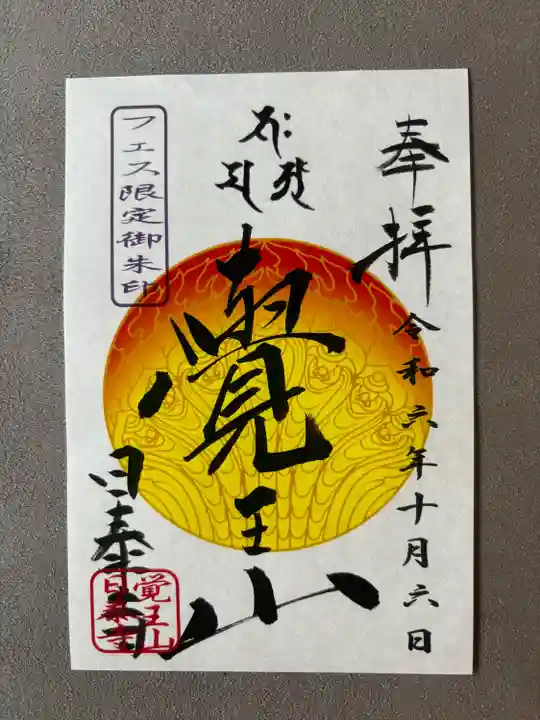 奉拝
令和六年十月六日
覺王山
日泰寺
フェス限定御朱印
覚王山
日泰寺